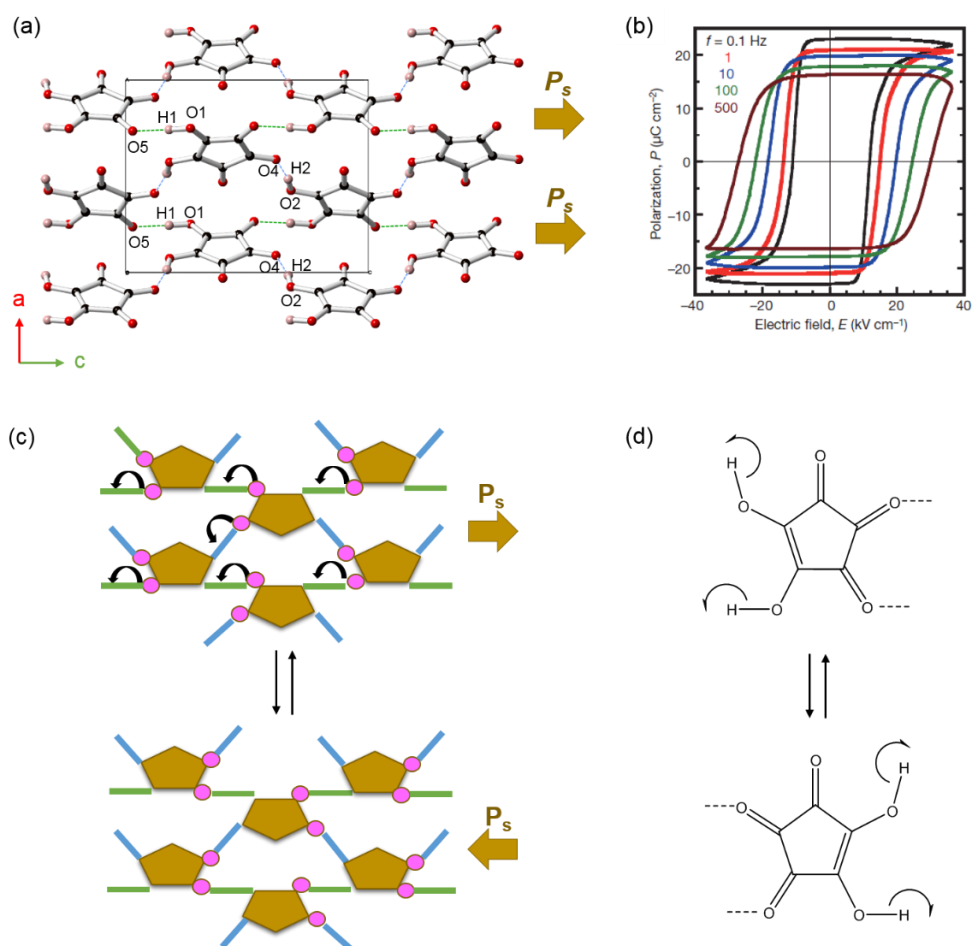 (a)
H1 O1
O5
O4 H2
H1 O1 O2
O5
O4 H2
O2
Ps
Ps
a
c
(b)
f = 0.1 Hz
1
10
100
500
20
10
0
−10
−20
−40 −20 0 20 40
Polarization, P (μC cm−2)
Electric field, E (kV cm−1)
(c)
Ps
Ps
(d)
H O
O O
H O O
O H
O O
O O H